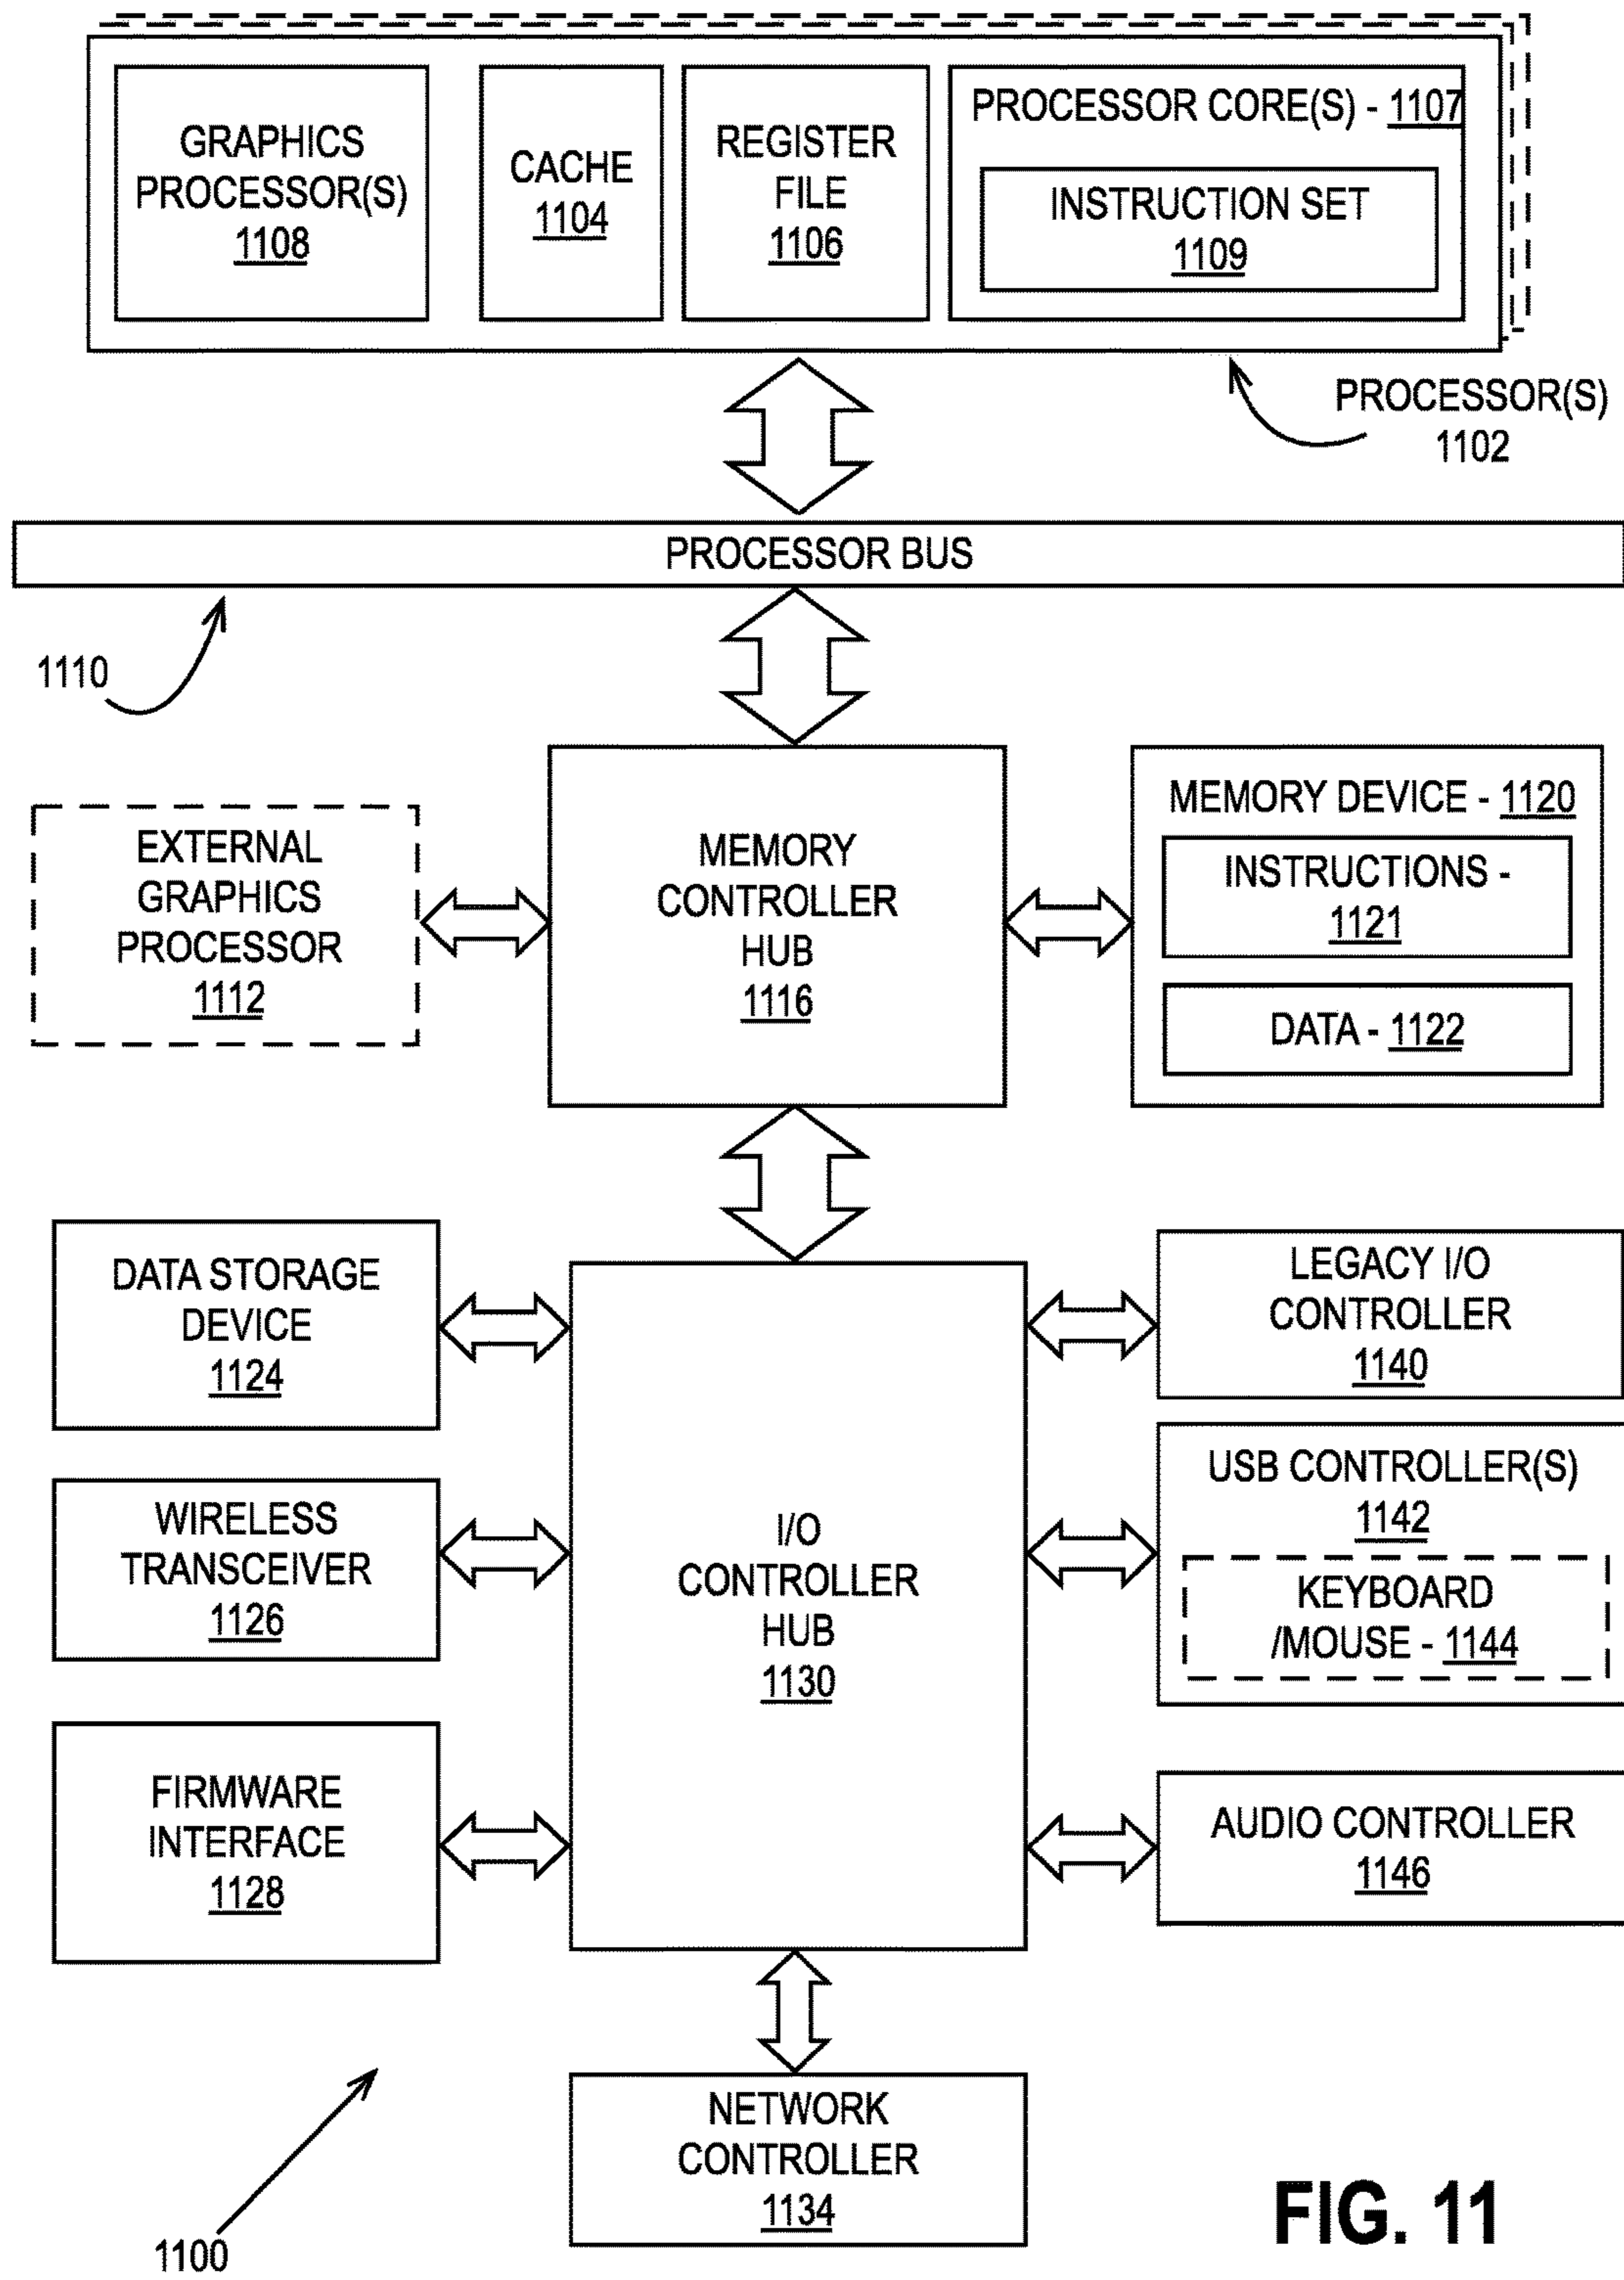 GRAPHICS
PROCESSOR(S)
1108
CACHE
1104
REGISTER
FILE
1106
PROCESSOR CORE(S) - 1107
INSTRUCTION SET
1109
PROCESSOR(S)
1102
PROCESSOR BUS
1110
EXTERNAL
GRAPHICS
PROCESSOR
1112
MEMORY
CONTROLLER
HUB
1116
MEMORY DEVICE - 1120
INSTRUCTIONS -
1121
DATA - 1122
DATA STORAGE
DEVICE
1124
WIRELESS
TRANSCEIVER
1126
FIRMWARE
INTERFACE
1128
I/O
CONTROLLER
HUB
1130
LEGACY I/O
CONTROLLER
1140
USB CONTROLLER(S)
1142
KEYBOARD
/MOUSE - 1144
AUDIO CONTROLLER
1146
NETWORK
CONTROLLER
1134
1100
FIG. 11